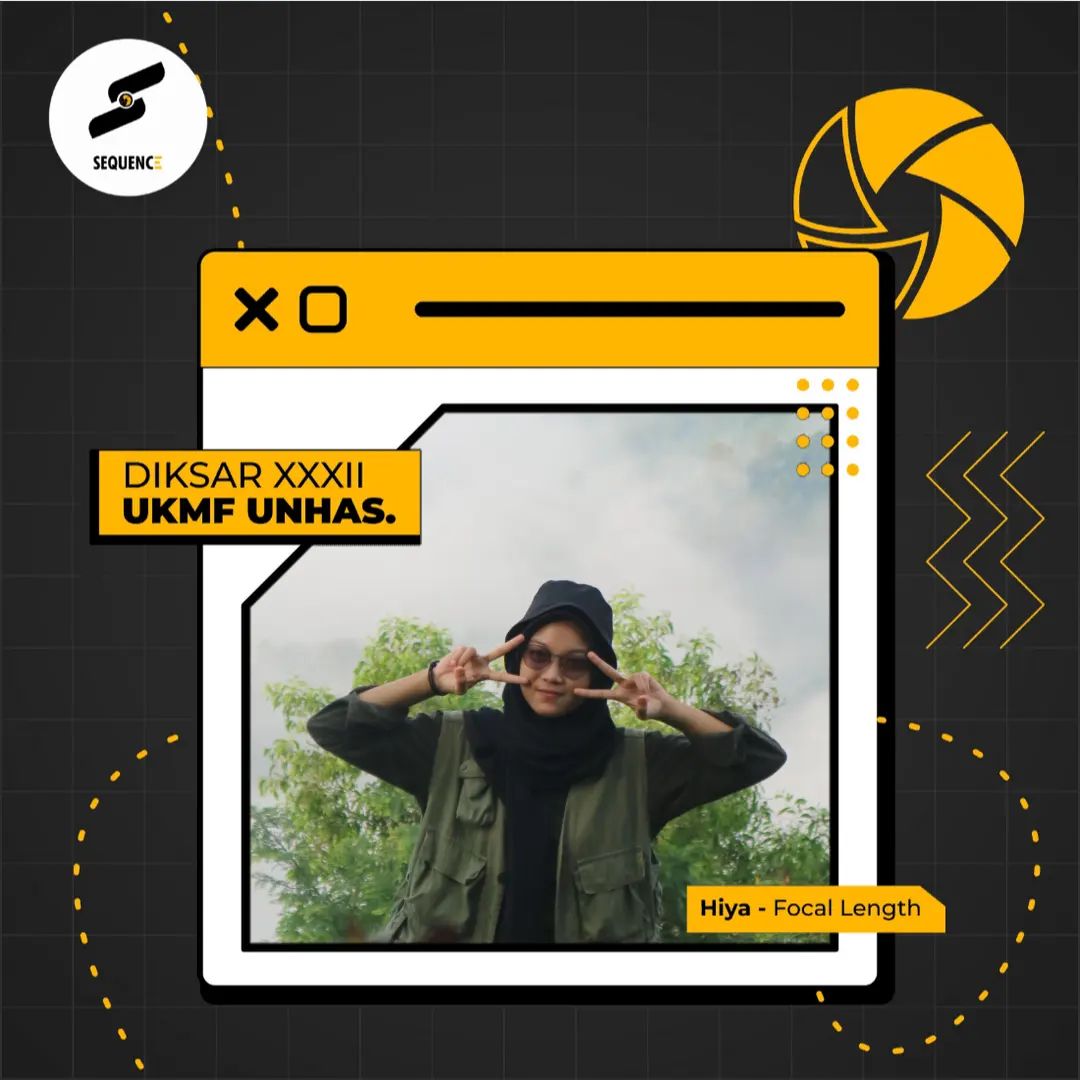 SEQUENCE
DIKSAR XXXII
UKMF UNHAS.
Hiya - Focal Length